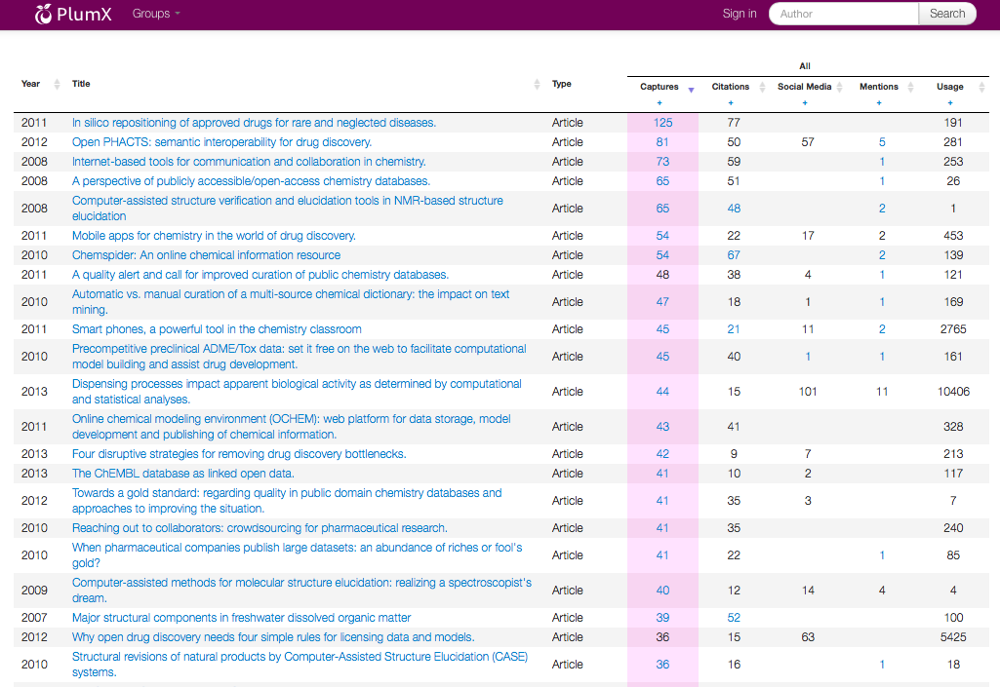 PlumX Groups Sign in Author Search
All
Year Title Type Captures Citations Social Media Mentions Usage
+ + + + +
2011 In silico repositioning of approved drugs for rare and neglected diseases. Article 125 77 191
2012 Open PHACTS: semantic interoperability for drug discovery. Article 81 50 57 5 281
2008 Internet-based tools for communication and collaboration in chemistry. Article 73 59 1 253
2008 A perspective of publicly accessible/open-access chemistry databases. Article 65 51 1 26
2008 Computer-assisted structure verification and elucidation tools in NMR-based structure
elucidation Article 65 48 2 1
2011 Mobile apps for chemistry in the world of drug discovery. Article 54 22 17 2 453
2010 Chemspider: An online chemical information resource Article 54 67 2 139
2011 A quality alert and call for improved curation of public chemistry databases. Article 48 38 4 1 121
2010 Automatic vs. manual curation of a multi-source chemical dictionary: the impact on text
mining. Article 47 18 1 1 169
2011 Smart phones, a powerful tool in the chemistry classroom Article 45 21 11 2 2765
2010 Precompetitive preclinical ADME/Tox data: set it free on the web to facilitate computational
model building and assist drug development. Article 45 40 1 1 161
2013 Dispensing processes impact apparent biological activity as determined by computational
and statistical analyses. Article 44 15 101 11 10406
2011 Online chemical modeling environment (OCHEM): web platform for data storage, model
development and publishing of chemical information. Article 43 41 328
2013 Four disruptive strategies for removing drug discovery bottlenecks. Article 42 9 7 213
2013 The ChEMBL database as linked open data. Article 41 10 2 117
2012 Towards a gold standard: regarding quality in public domain chemistry databases and
approaches to improving the situation. Article 41 35 3 7
2010 Reaching out to collaborators: crowdsourcing for pharmaceutical research. Article 41 35 240
2010 When pharmaceutical companies publish large datasets: an abundance of riches or fool's
gold? Article 41 22 1 85
2009 Computer-assisted methods for molecular structure elucidation: realizing a spectroscopist's
dream. Article 40 12 14 4 4
2007 Major structural components in freshwater dissolved organic matter Article 39 52 100
2012 Why open drug discovery needs four simple rules for licensing data and models. Article 36 15 63 5425
2010 Structural revisions of natural products by Computer-Assisted Structure Elucidation (CASE)
systems. Article 36 16 1 18